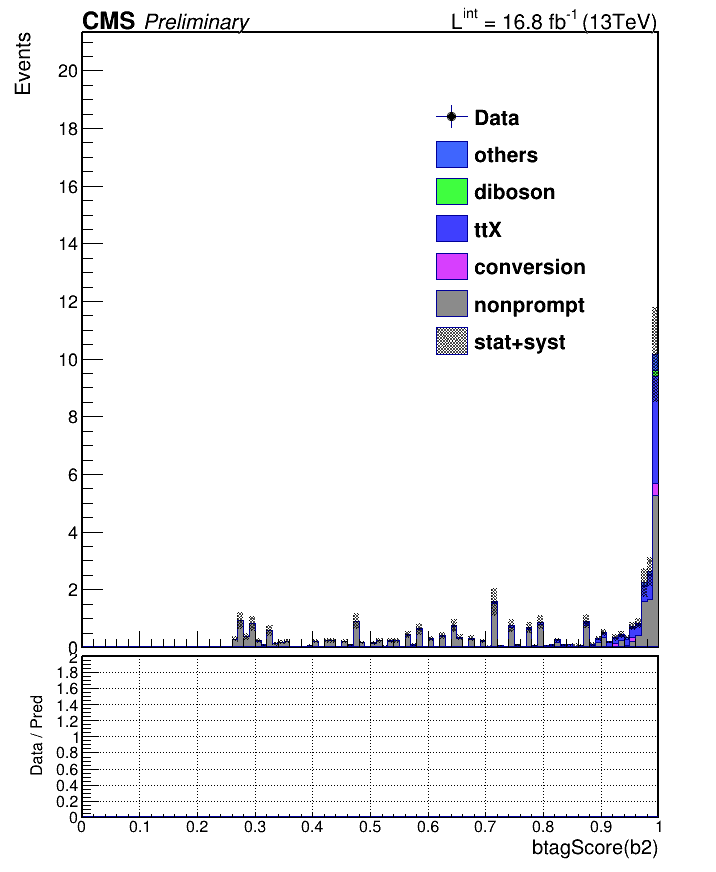 CMS Preliminary L^int = 16.8 fb^-1 (13TeV)
Events
20
18
16
14
12
10
8
6
4
2
0
Data
others
diboson
ttX
conversion
nonprompt
stat+syst
Data / Pred
2
1.8
1.6
1.4
1.2
1
0.8
0.6
0.4
0.2
0
0 0.1 0.2 0.3 0.4 0.5 0.6 0.7 0.8 0.9 1
btagScore(b2)